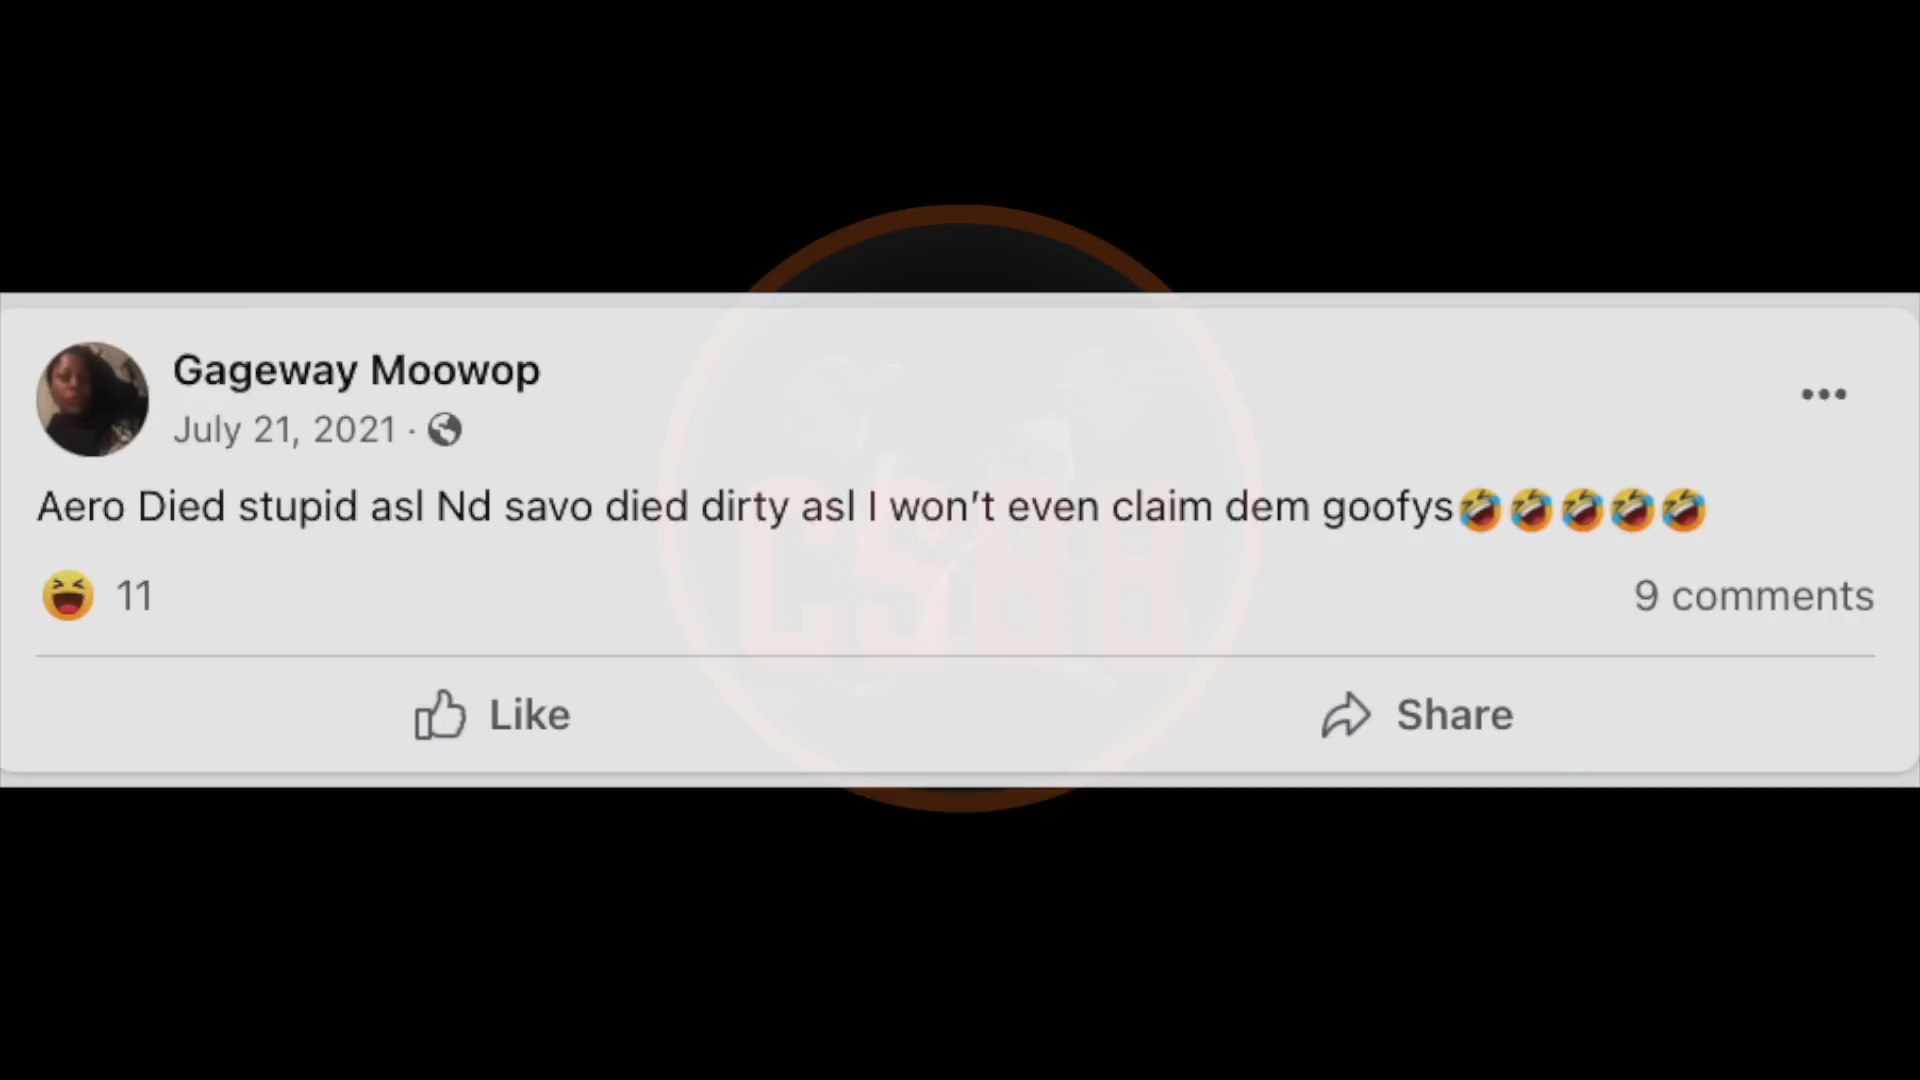 Gageway Moowop
July 21, 2021 ·
Aero Died stupid asl Nd savo died dirty asl I won’t even claim dem goofys🤣🤣🤣🤣🤣
11
9 comments
Like
Share